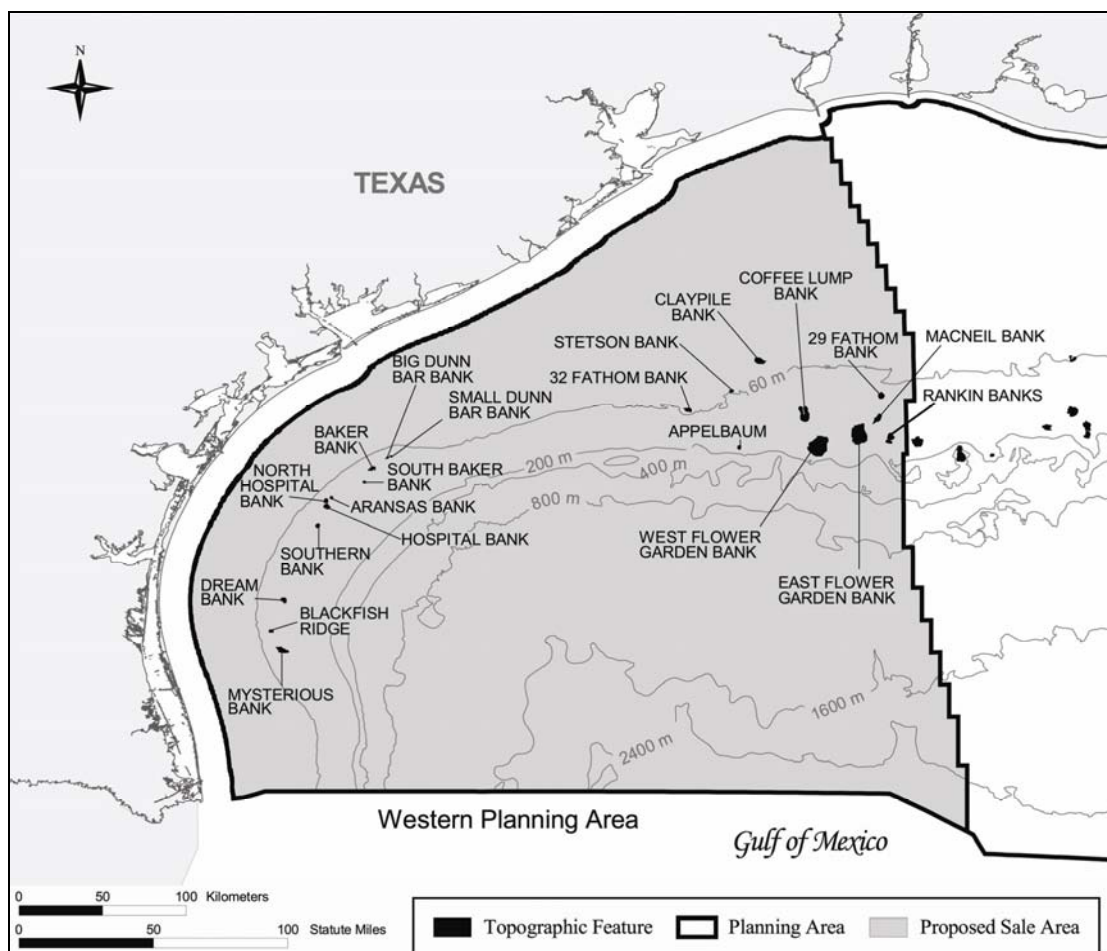 N
TEXAS
COFFEE LUMP
BANK
CLAYPILE
BANK
29 FATHOM
BANK
MACNEIL BANK
STETSON BANK
60 m
BIG DUNN
BAR BANK
32 FATHOM BANK
RANKIN BANKS
SMALL DUNN
BAR BANK
BAKER
BANK
APPELBAUM
200 m
NORTH
HOSPITAL
BANK
SOUTH BAKER
BANK
400 m
ARANSAS BANK
800 m
HOSPITAL BANK
WEST FLOWER
GARDEN BANK
SOUTHERN
BANK
EAST FLOWER
GARDEN BANK
DREAM
BANK
BLACKFISH
RIDGE
MYSTERIOUS
BANK
1600 m
2400 m
Western Planning Area
Gulf of Mexico
0 50 100 Kilometers
0 50 100 Statute Miles
Topographic Feature Planning Area Proposed Sale Area